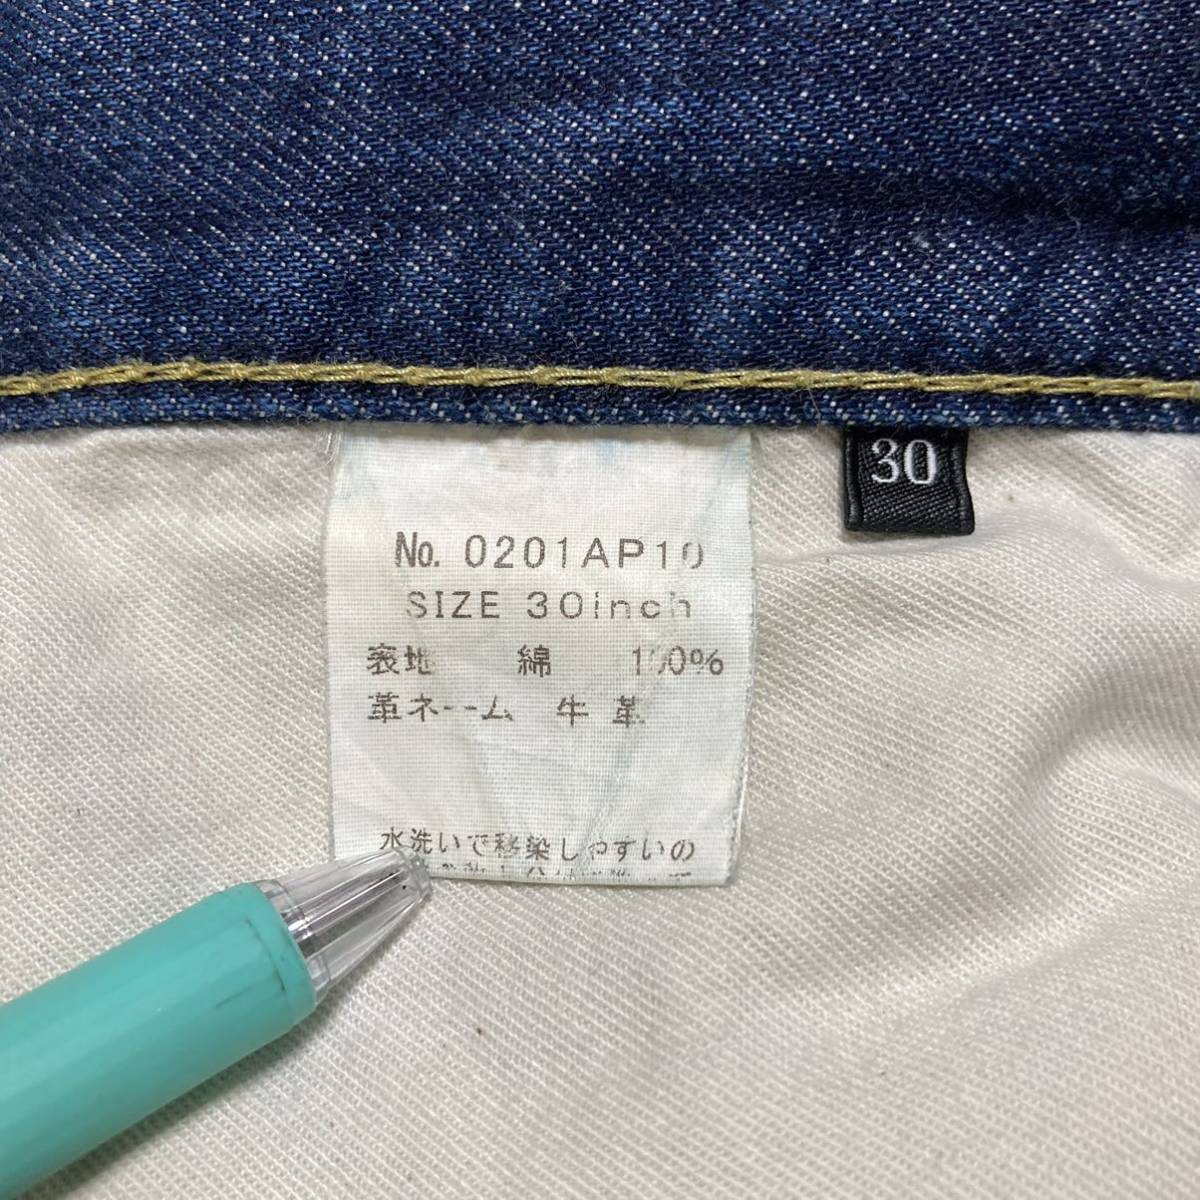 30
No. 0201AP10
SIZE 30inch
表地 綿 100%
革ネーム 牛革
水洗いで移染しやすいの